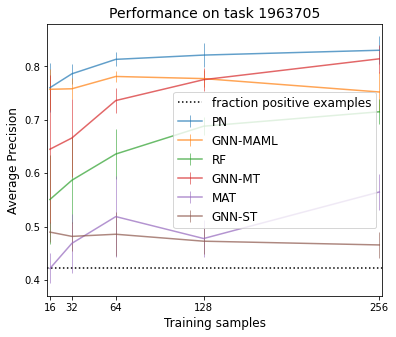 Performance on task 1963705
Average Precision
0.8
0.7
0.6
0.5
0.4
fraction positive examples
PN
GNN-MAML
RF
GNN-MT
MAT
GNN-ST
16 32 64 128 256
Training samples